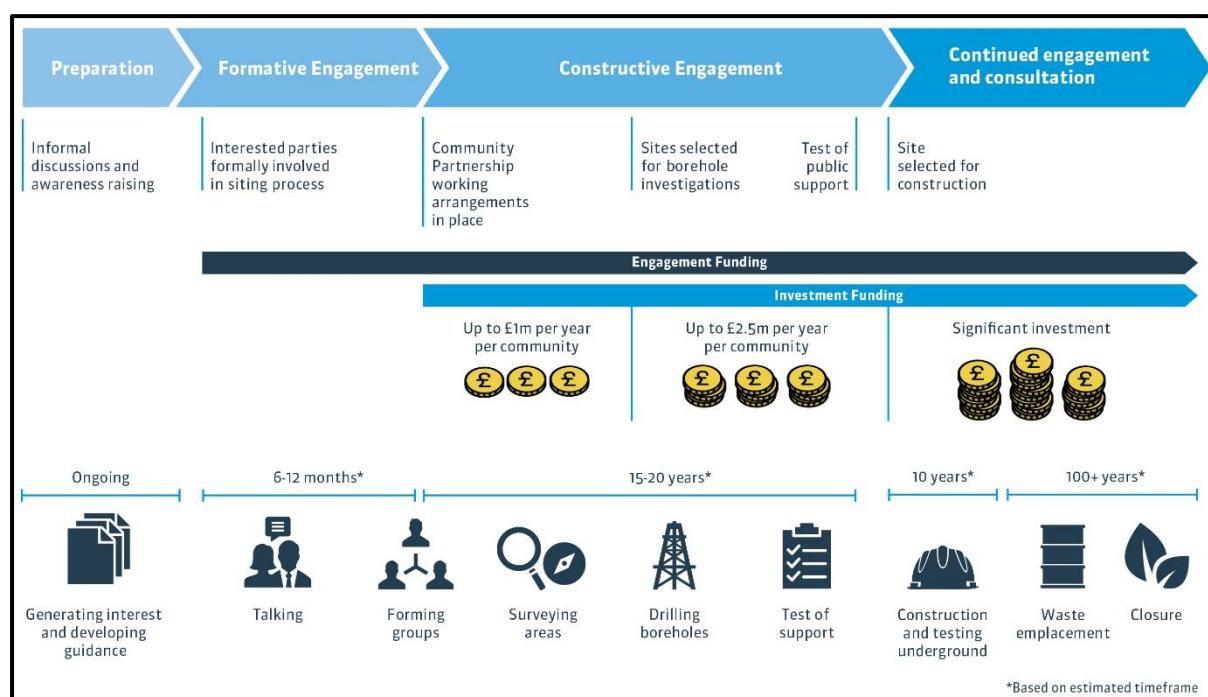 Preparation
Formative Engagement
Constructive Engagement
Continued engagement
and consultation
Informal
discussions and
awareness raising
Interested parties
formally involved
in siting process
Community
Partnership
working
arrangements
in place
Sites selected
for borehole
investigations
Test of
public
support
Site
selected for
construction
Engagement Funding
Investment Funding
Up to £1m per year
per community
Up to £2.5m per year
per community
Significant investment
£ £ £
£ £ £
£ £ £
Ongoing
6-12 months*
15-20 years*
10 years*
100+ years*
Generating interest
and developing
guidance
Talking
Forming
groups
Surveying
areas
Drilling
boreholes
Test of
support
Construction
and testing
underground
Waste
emplacement
Closure
*Based on estimated timeframe